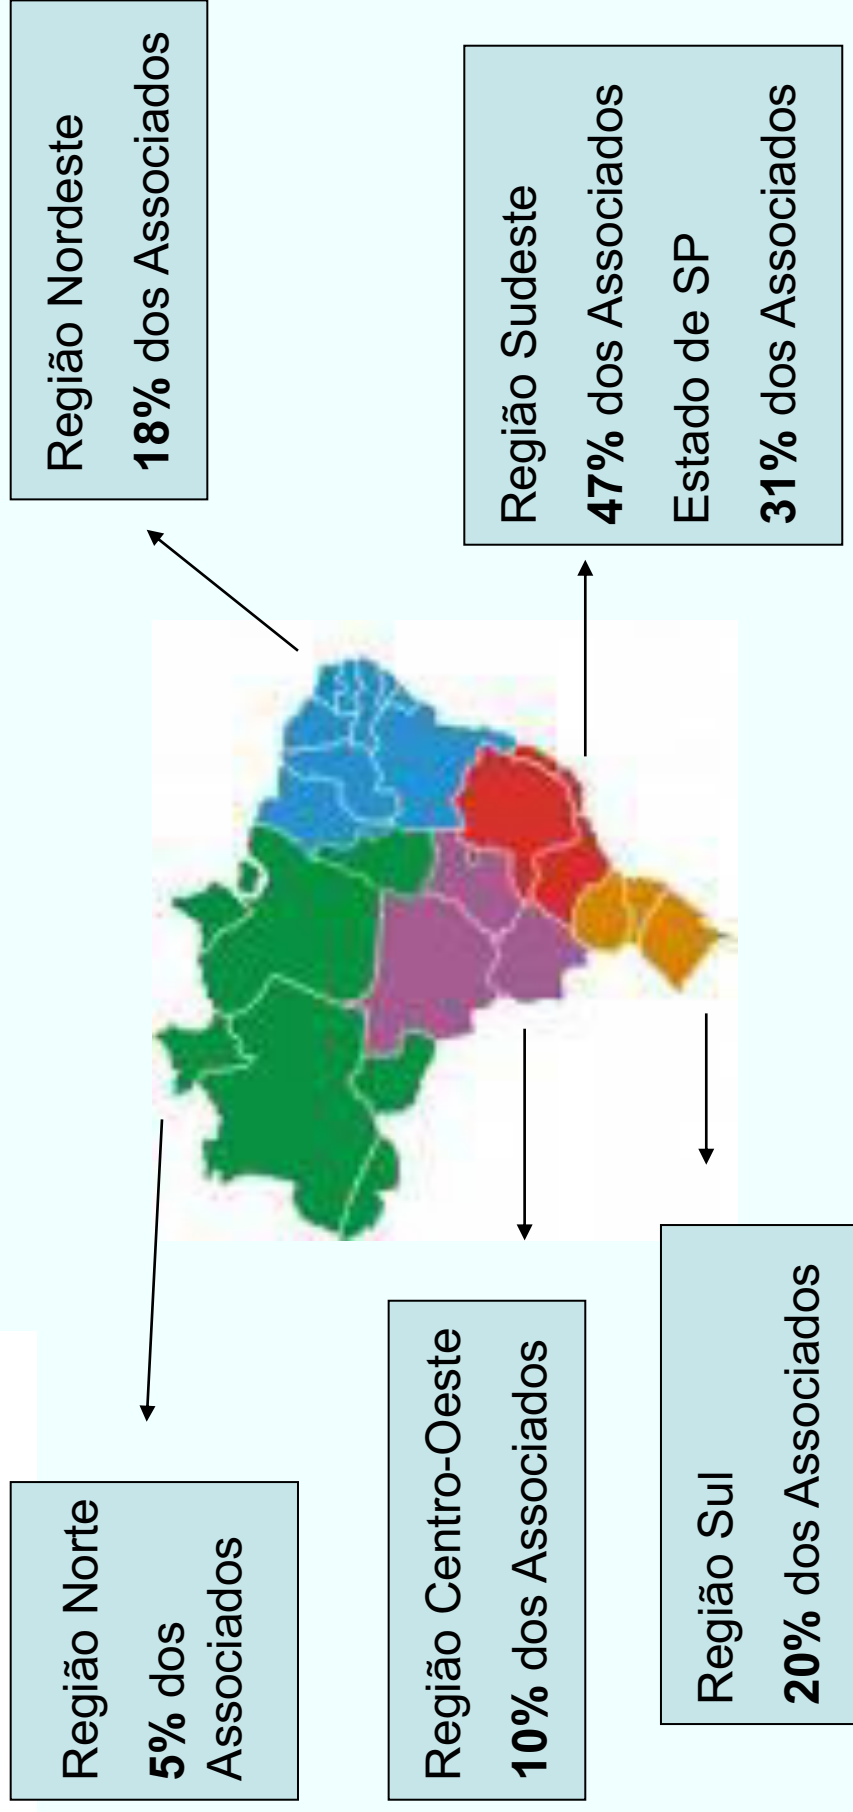 Região Norte
5% dos
Associados
Região Nordeste
18% dos Associados
Região Centro-Oeste
10% dos Associados
Região Sudeste
47% dos Associados
Estado de SP
31% dos Associados
Região Sul
20% dos Associados